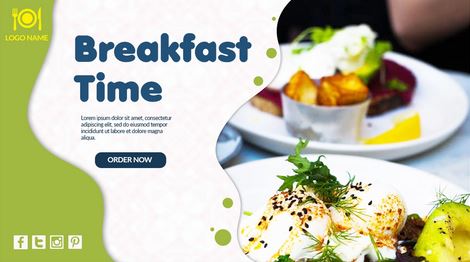 LOGO NAME
Breakfast
Time
Lorem ipsum dolor sit amet, consectetur
adipiscing elit, sed do eiusmod tempor
incididunt ut labore et dolore magna
aliqua.
ORDER NOW